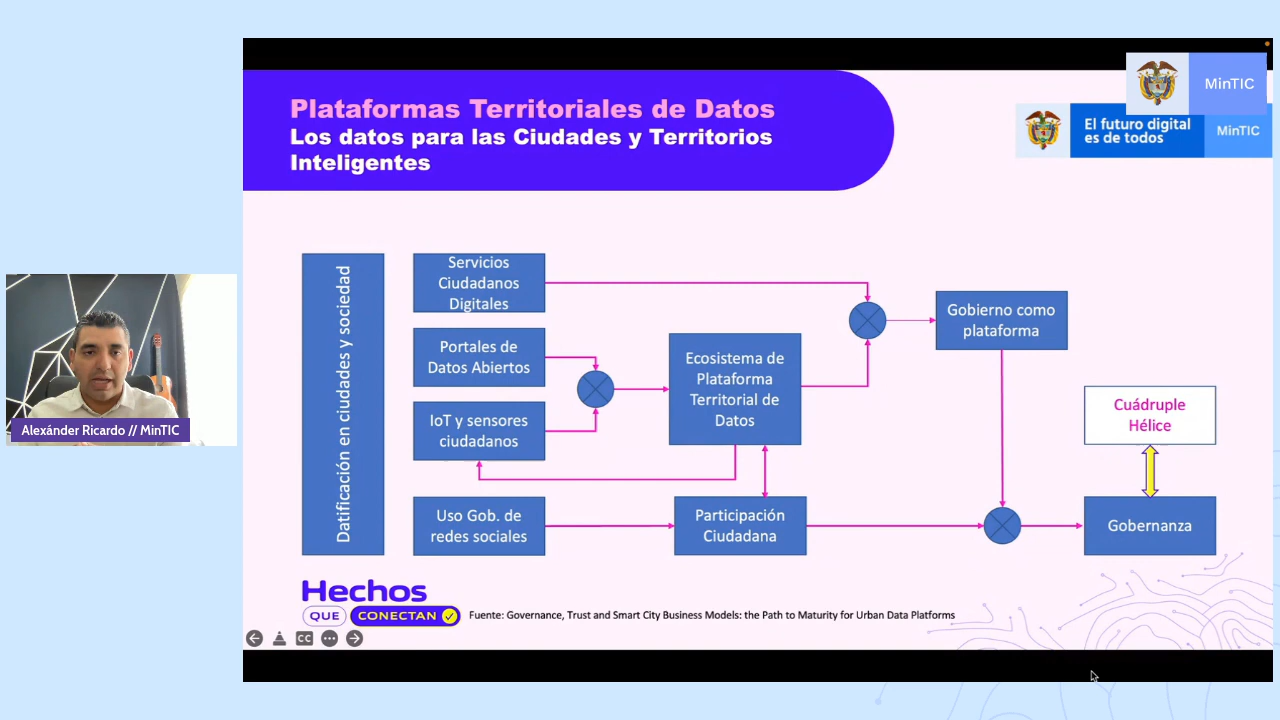 MinTIC
El futuro digital
es de todos
MinTIC
Plataformas Territoriales de Datos
Los datos para las Ciudades y Territorios
Inteligentes
Datificación en ciudades y sociedad
Servicios
Ciudadanos
Digitales
Portales de
Datos Abiertos
IoT y sensores
ciudadanos
Uso Gob. de
redes sociales
Ecosistema de
Plataforma
Territorial de
Datos
Participación
Ciudadana
Gobierno como
plataforma
Cuádruple
Hélice
Gobernanza
Alexánder Ricardo // MinTIC
Hechos
QUE CONECTAN
Fuente: Governance, Trust and Smart City Business Models: the Path to Maturity for Urban Data Platforms
CC